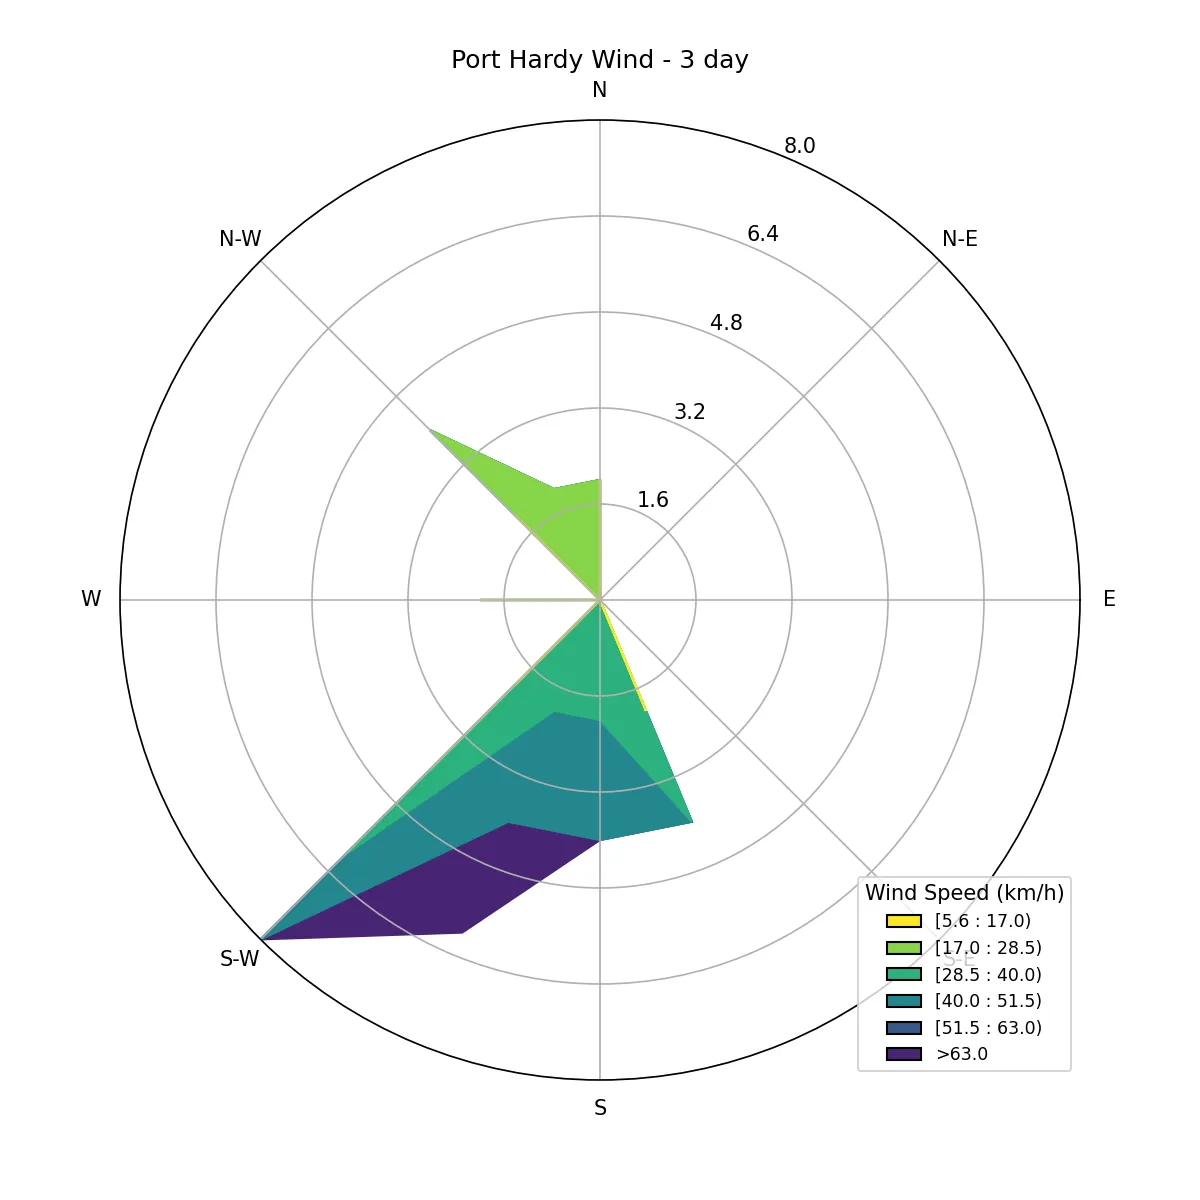 Port Hardy Wind - 3 day
N
8.0
6.4
N-W
N-E
4.8
3.2
1.6
W
E
Wind Speed (km/h)
[5.6 : 17.0)
[17.0 : 28.5)
S-W
S-E
[28.5 : 40.0)
[40.0 : 51.5)
[51.5 : 63.0)
>63.0
S